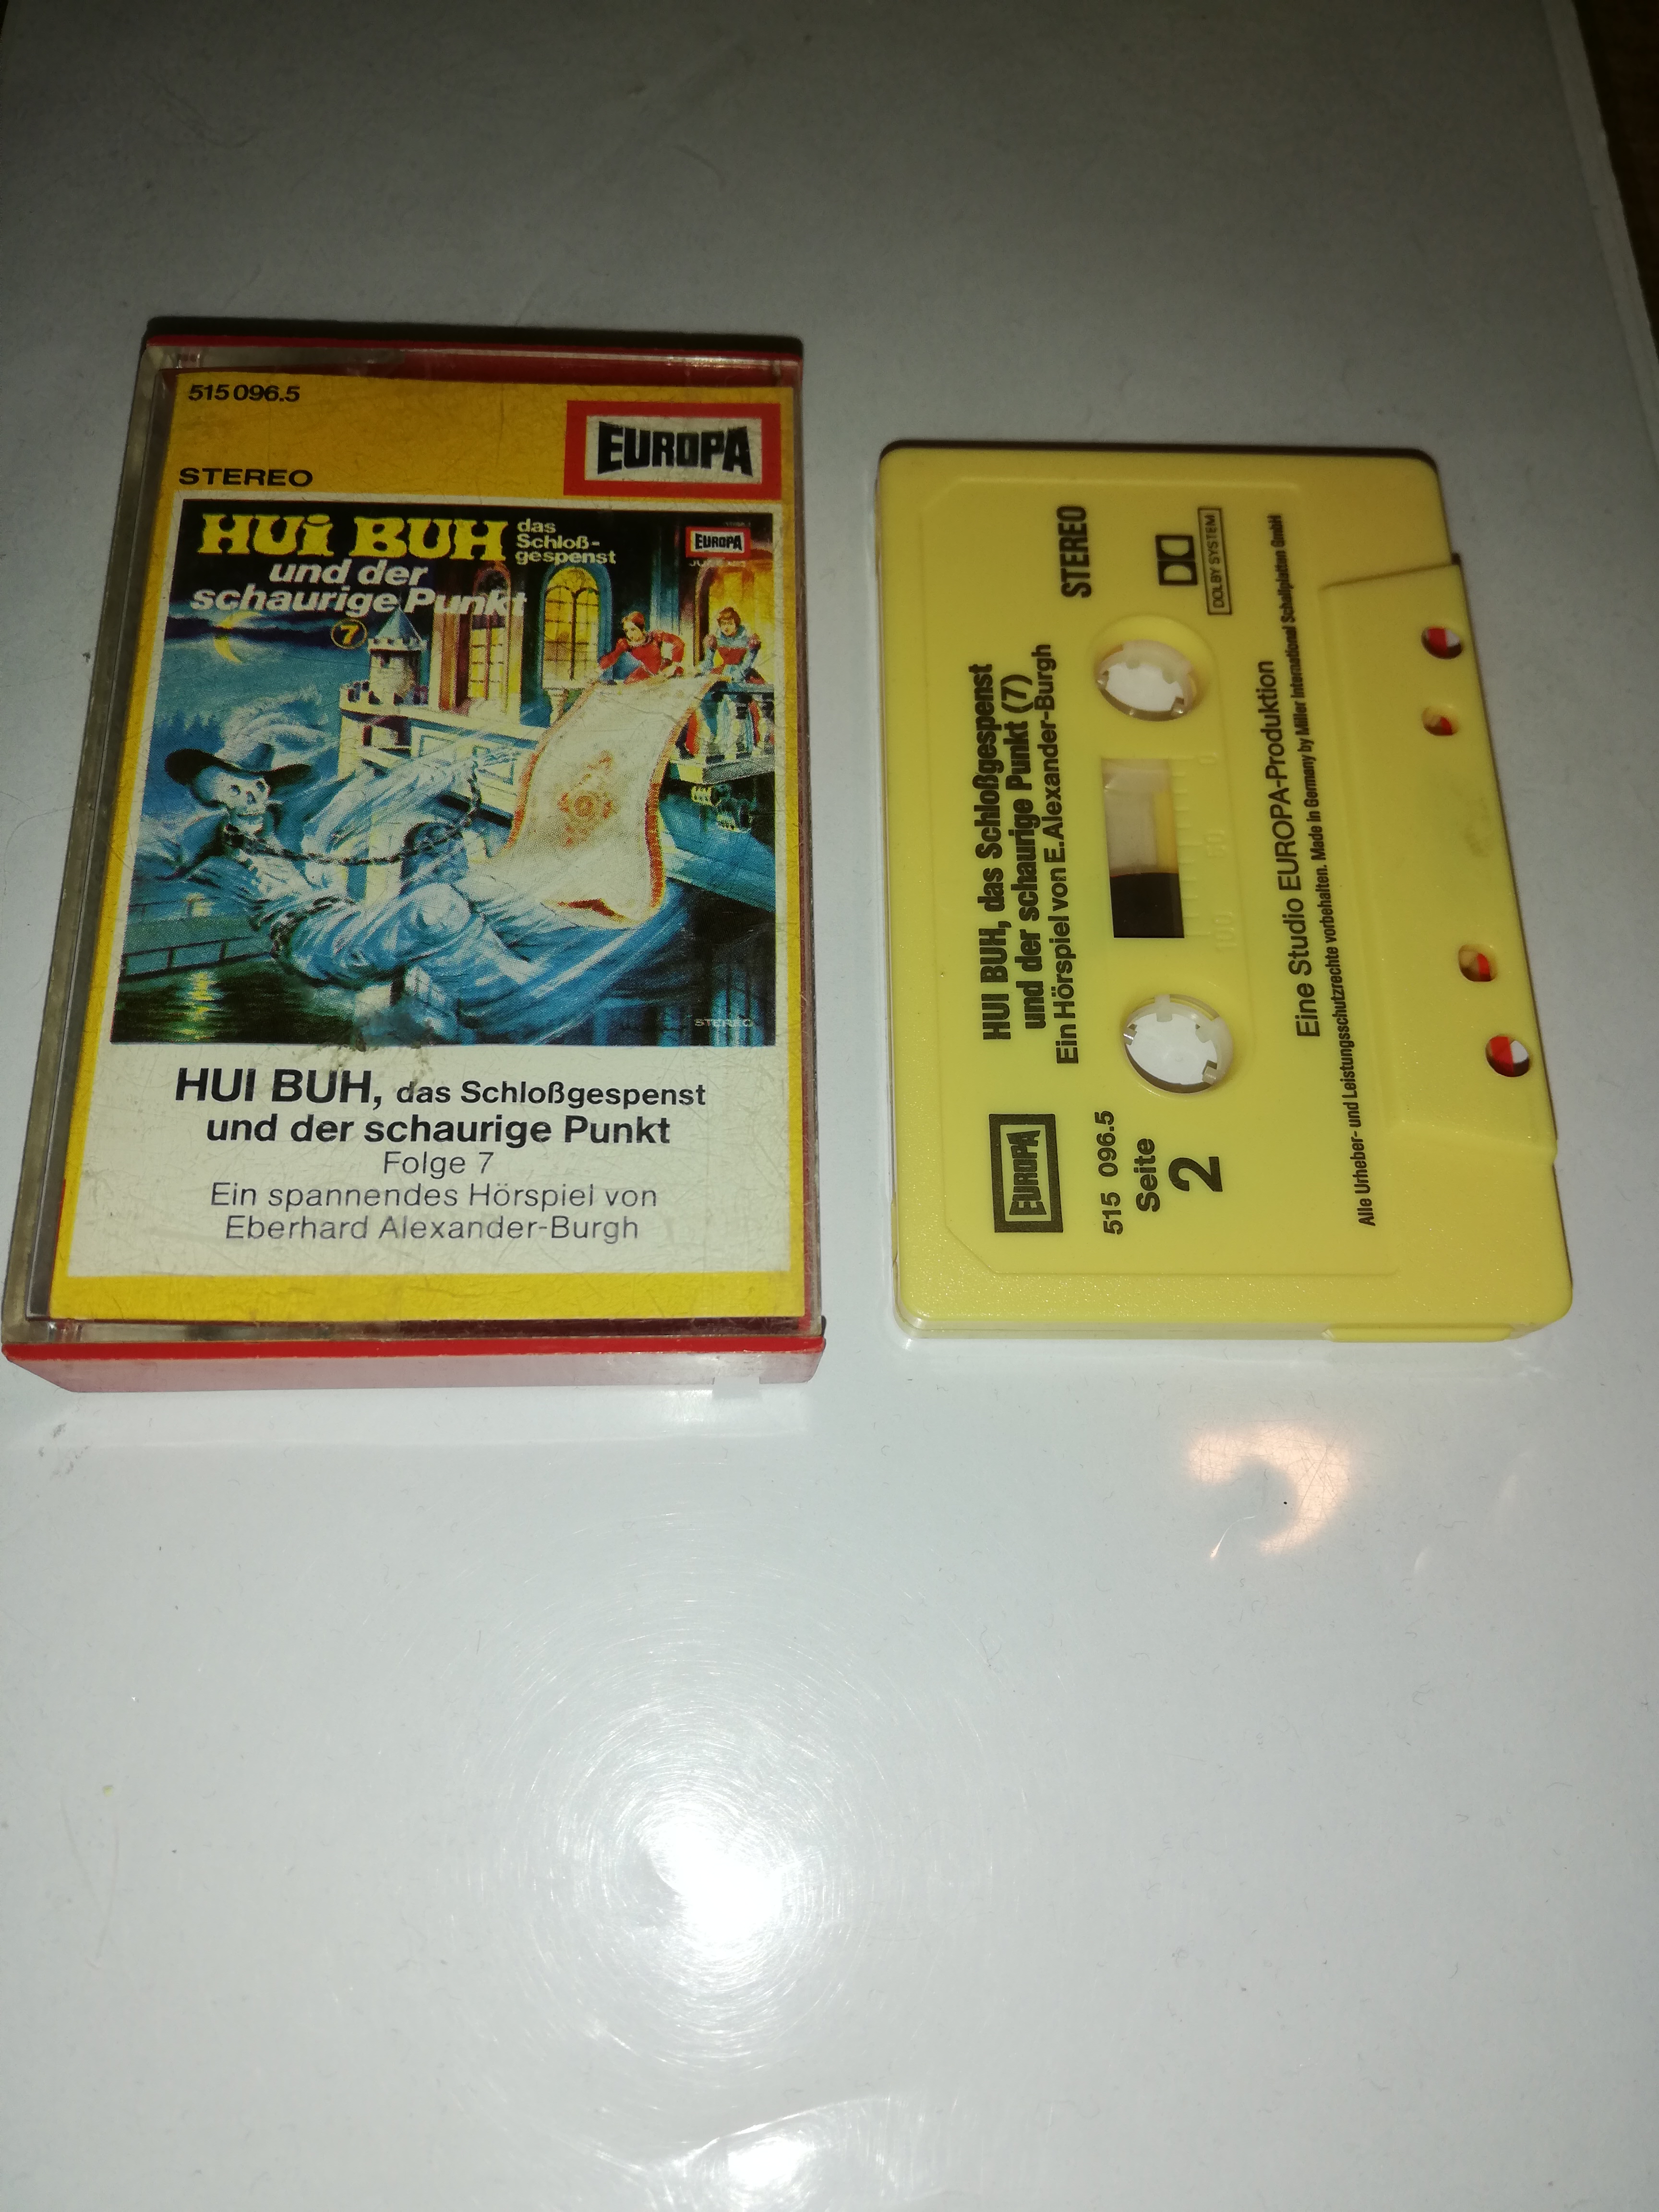 515 096.5
EUROPA
STEREO
HUI BUH das
Schloß-
gespenst
EUROPA
und der
schaurige Punkt
7
STEREO
HUI BUH, das Schloßgespenst
und der schaurige Punkt
Folge 7
Ein spannendes Hörspiel von
Eberhard Alexander-Burgh
HUI BUH, das Schloßgespenst
und der schaurige Punkt (7)
Ein Hörspiel von E. Alexander-Burgh
STEREO
DOLBY SYSTEM
EUROPA
515 096.5
Seite
2
100 50 0
Eine Studio EUROPA-Produktion
Alle Urheber- und Leistungsschutzrechte vorbehalten. Made in Germany by Miller International Schallplatten GmbH